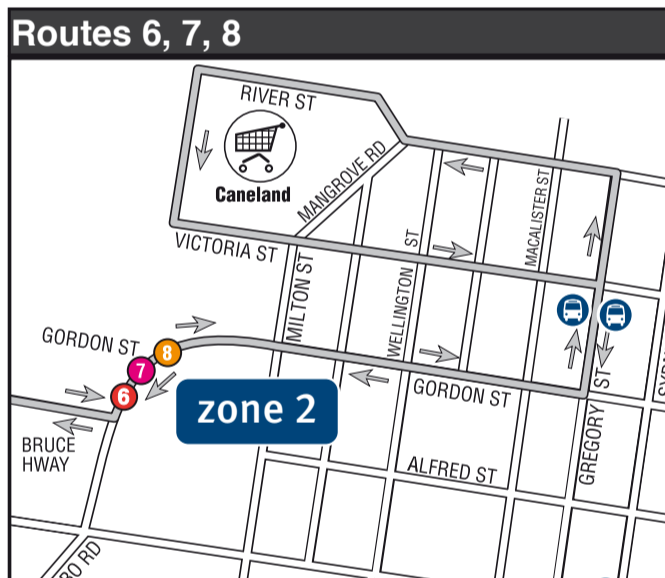 Routes 6, 7, 8
RIVER ST
Caneland
MANGROVE RD
MACALISTER ST
VICTORIA ST
WELLINGTON ST
MILTON ST
GORDON ST
8
7
6
zone 2
GORDON ST
GREGORY ST
BRUCE
HWAY
ALFRED ST
RO RD